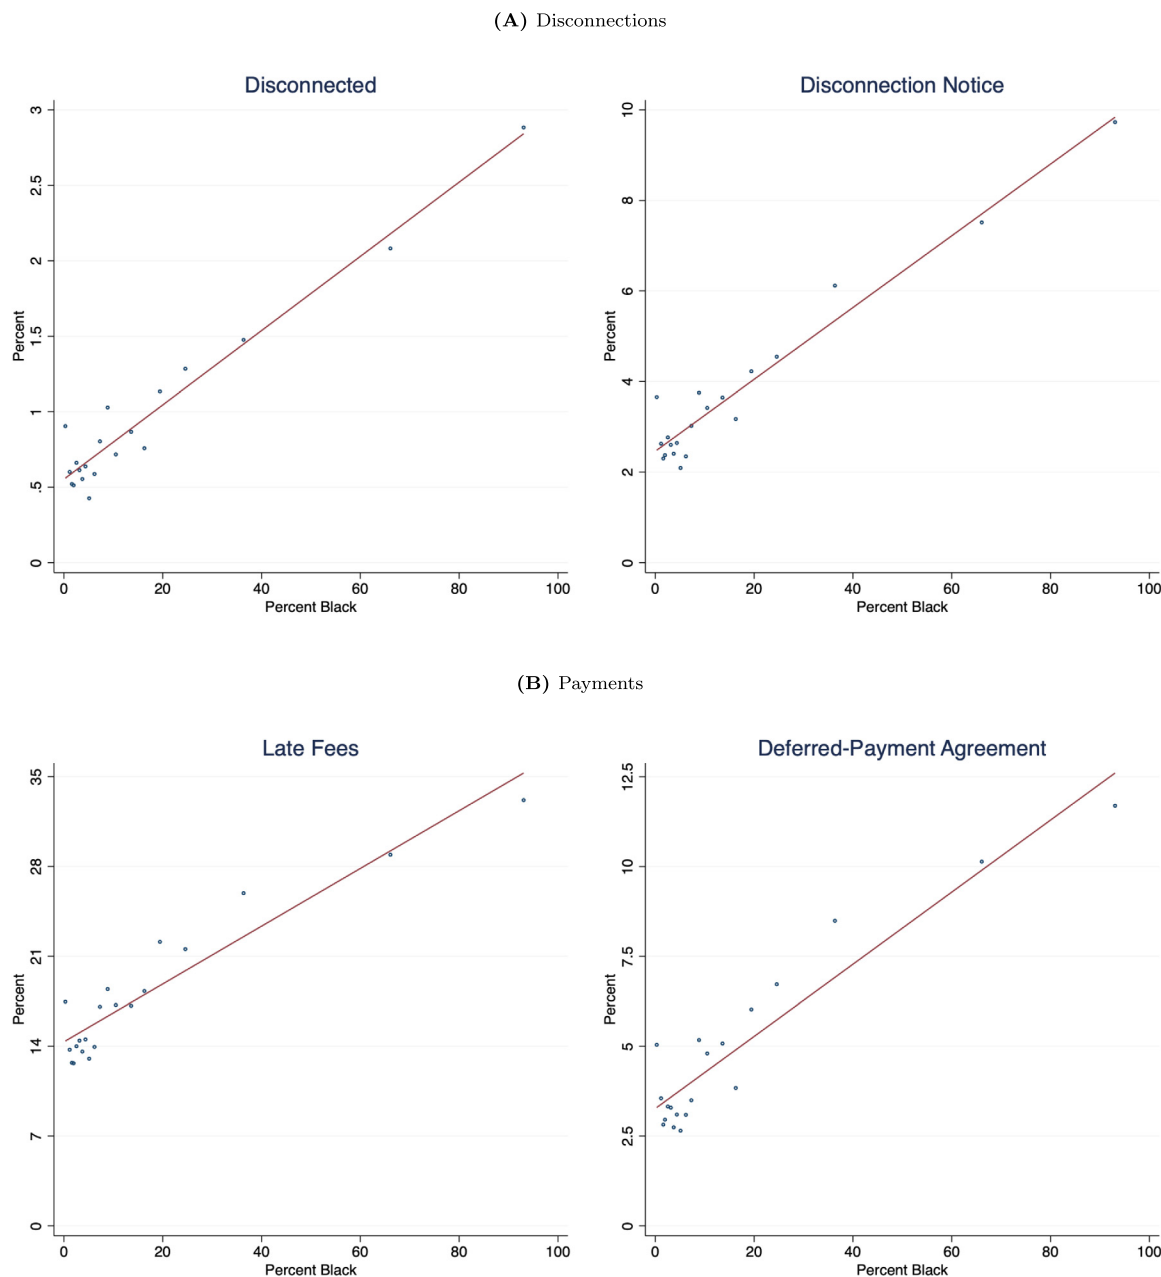 (A) Disconnections
Disconnected
Percent
3
2.5
2
1.5
1
.5
0
0 20 40 60 80 100
Percent Black
Disconnection Notice
Percent
10
8
6
4
2
0
0 20 40 60 80 100
Percent Black
(B) Payments
Late Fees
Percent
35
28
21
14
7
0
0 20 40 60 80 100
Percent Black
Deferred-Payment Agreement
Percent
12.5
10
7.5
5
2.5
0
0 20 40 60 80 100
Percent Black